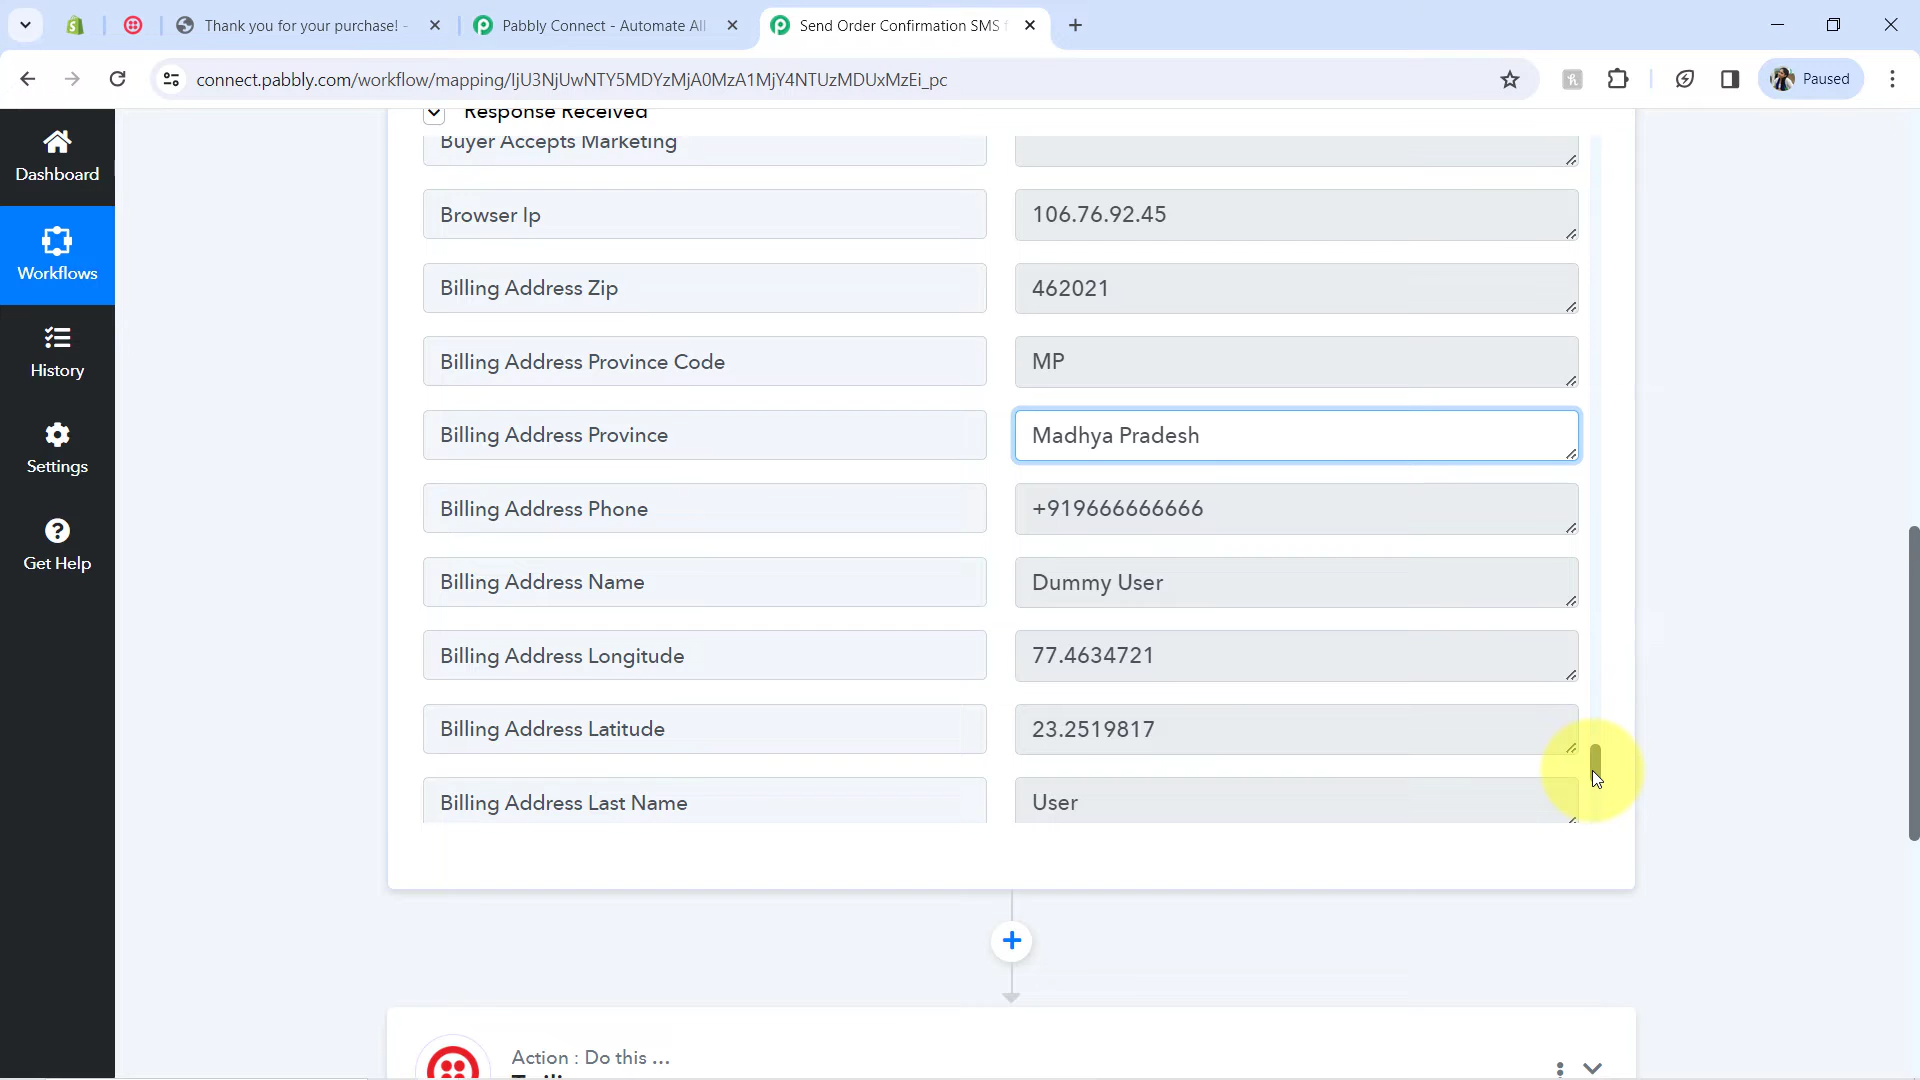 Thank you for your purchase! -
Pabbly Connect - Automate All
Send Order Confirmation SMS f
connect.pabbly.com/workflow/mapping/IjU3NjUwNTY5MDYzMjA0MzA1MjY4NTUzMDUxMzEi_pc
Paused
Dashboard
Workflows
History
Settings
Get Help
Response Received
Buyer Accepts Marketing
Browser Ip
106.76.92.45
Billing Address Zip
462021
Billing Address Province Code
MP
Billing Address Province
Madhya Pradesh
Billing Address Phone
+919666666666
Billing Address Name
Dummy User
Billing Address Longitude
77.4634721
Billing Address Latitude
23.2519817
Billing Address Last Name
User
Action : Do this ...